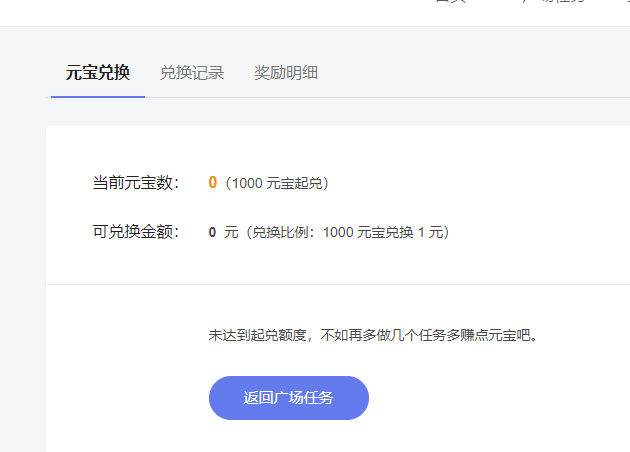 元宝兑换 兑换记录 奖励明细
当前元宝数： 0（1000 元宝起兑）
可兑换金额： 0 元（兑换比例：1000 元宝兑换 1 元）
未达到起兑额度，不如再多做几个任务多赚点元宝吧。
返回广场任务